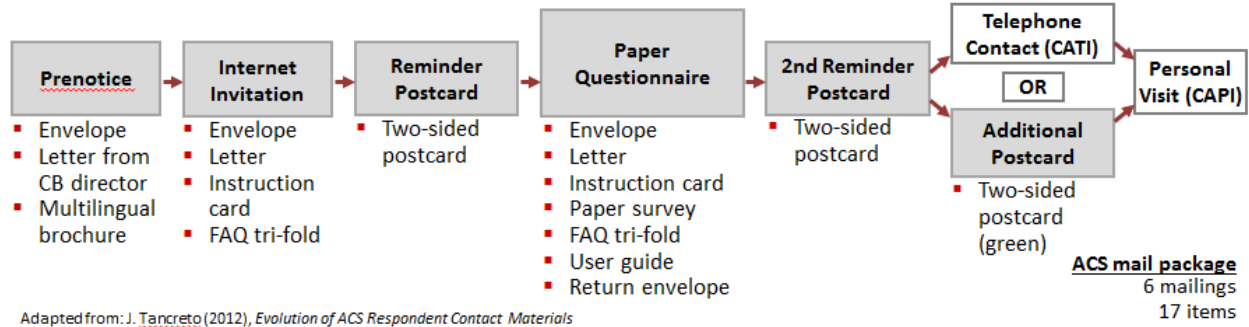 Prenotice
▪ Envelope
▪ Letter from
CB director
▪ Multilingual
brochure
Internet
Invitation
▪ Envelope
▪ Letter
▪ Instruction
card
▪ FAQ tri-fold
Reminder
Postcard
▪ Two-sided
postcard
Paper
Questionnaire
▪ Envelope
▪ Letter
▪ Instruction card
▪ Paper survey
▪ FAQ tri-fold
▪ User guide
▪ Return envelope
2nd Reminder
Postcard
▪ Two-sided
postcard
Telephone
Contact (CATI)
OR
Additional
Postcard
▪ Two-sided
postcard
(green)
Personal
Visit (CAPI)
ACS mail package
6 mailings
17 items
Adapted from: J. Tancreto (2012), Evolution of ACS Respondent Contact Materials